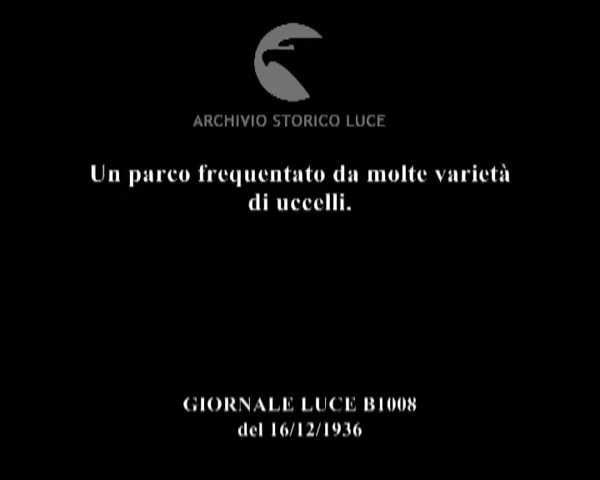 ARCHIVIO STORICO LUCE
Un parco frequentato da molte varietà
di uccelli.
GIORNALE LUCE B1008
del 16/12/1936